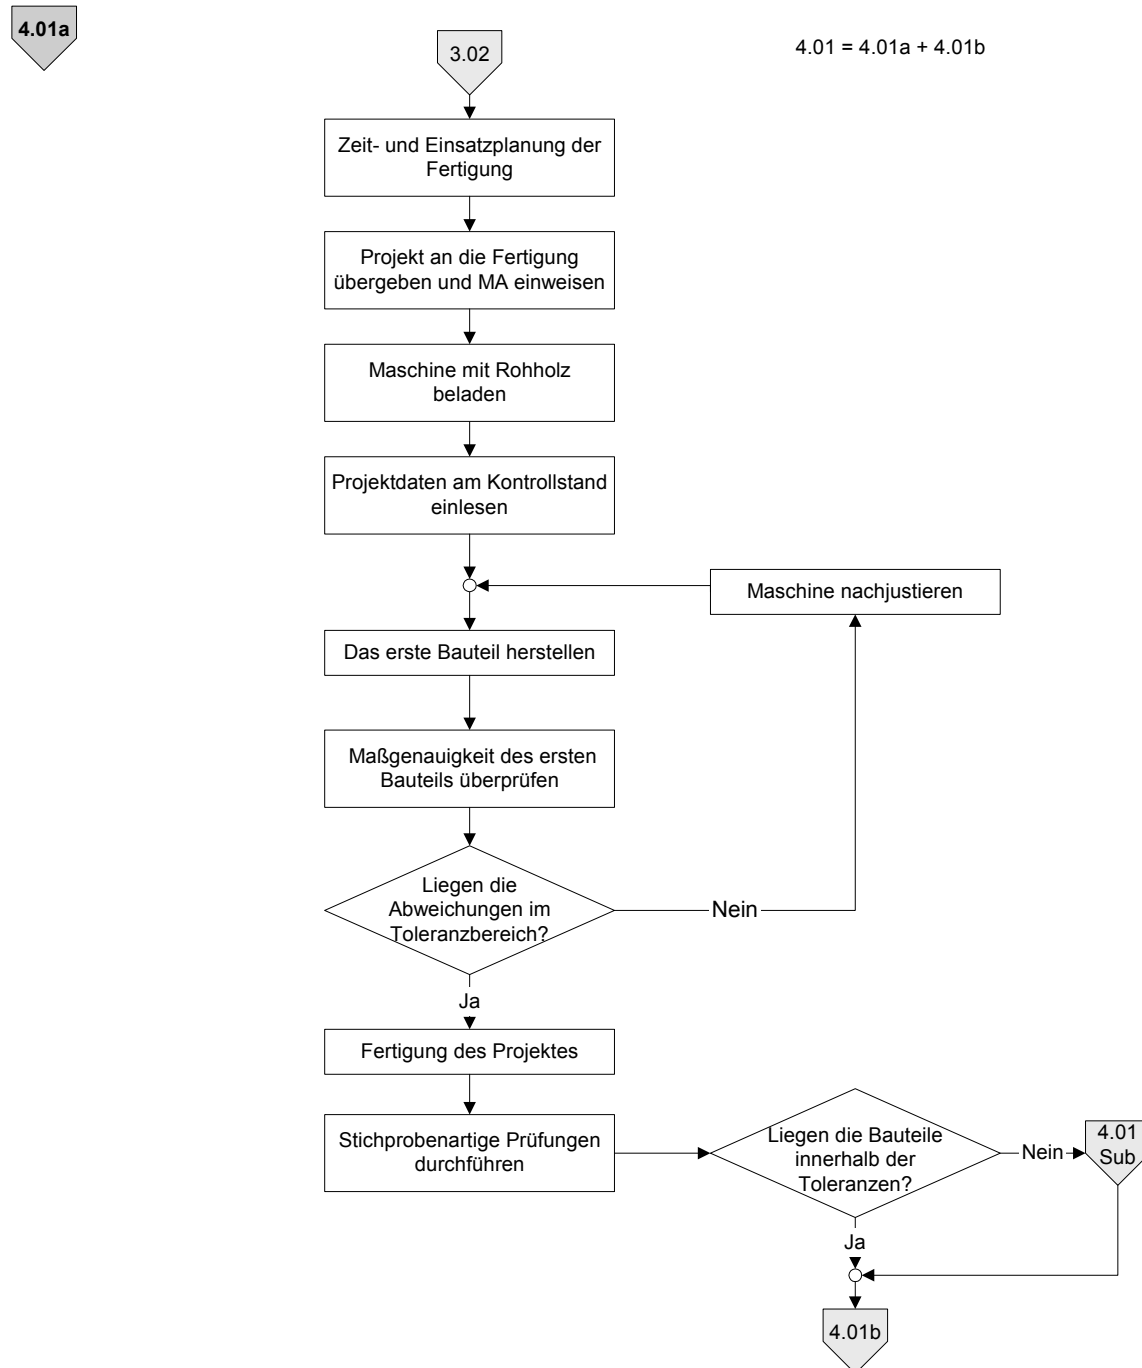 4.01a
3.02
4.01 = 4.01a + 4.01b
Zeit- und Einsatzplanung der
Fertigung
Projekt an die Fertigung
übergeben und MA einweisen
Maschine mit Rohholz
beladen
Projektdaten am Kontrollstand
einlesen
Maschine nachjustieren
Das erste Bauteil herstellen
Maßgenauigkeit des ersten
Bauteils überprüfen
Liegen die
Abweichungen im
Toleranzbereich?
Nein
Ja
Fertigung des Projektes
Stichprobenartige Prüfungen
durchführen
Liegen die Bauteile
innerhalb der
Toleranzen?
Nein
4.01
Sub
Ja
4.01b